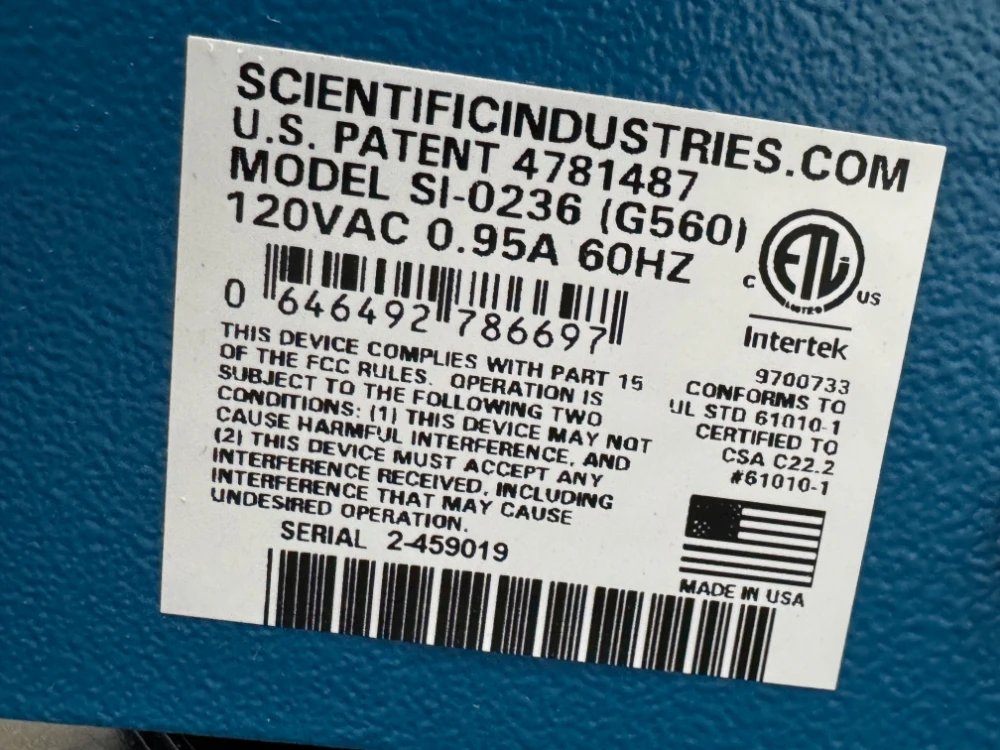 SCIENTIFICINDUSTRIES.COM
U.S. PATENT 4781487
MODEL SI-0236 (G560)
120VAC 0.95A 60HZ
0 646492 786697
THIS DEVICE COMPLIES WITH PART 15
OF THE FCC RULES. OPERATION IS
SUBJECT TO THE FOLLOWING TWO
CONDITIONS: (1) THIS DEVICE MAY NOT
CAUSE HARMFUL INTERFERENCE, AND
(2) THIS DEVICE MUST ACCEPT ANY
INTERFERENCE RECEIVED, INCLUDING
INTERFERENCE THAT MAY CAUSE
UNDESIRED OPERATION.
SERIAL 2-459019
ETL
LISTED
C US
Intertek
9700733
CONFORMS TO
UL STD 61010-1
CERTIFIED TO
CSA C22.2
#61010-1
MADE IN USA